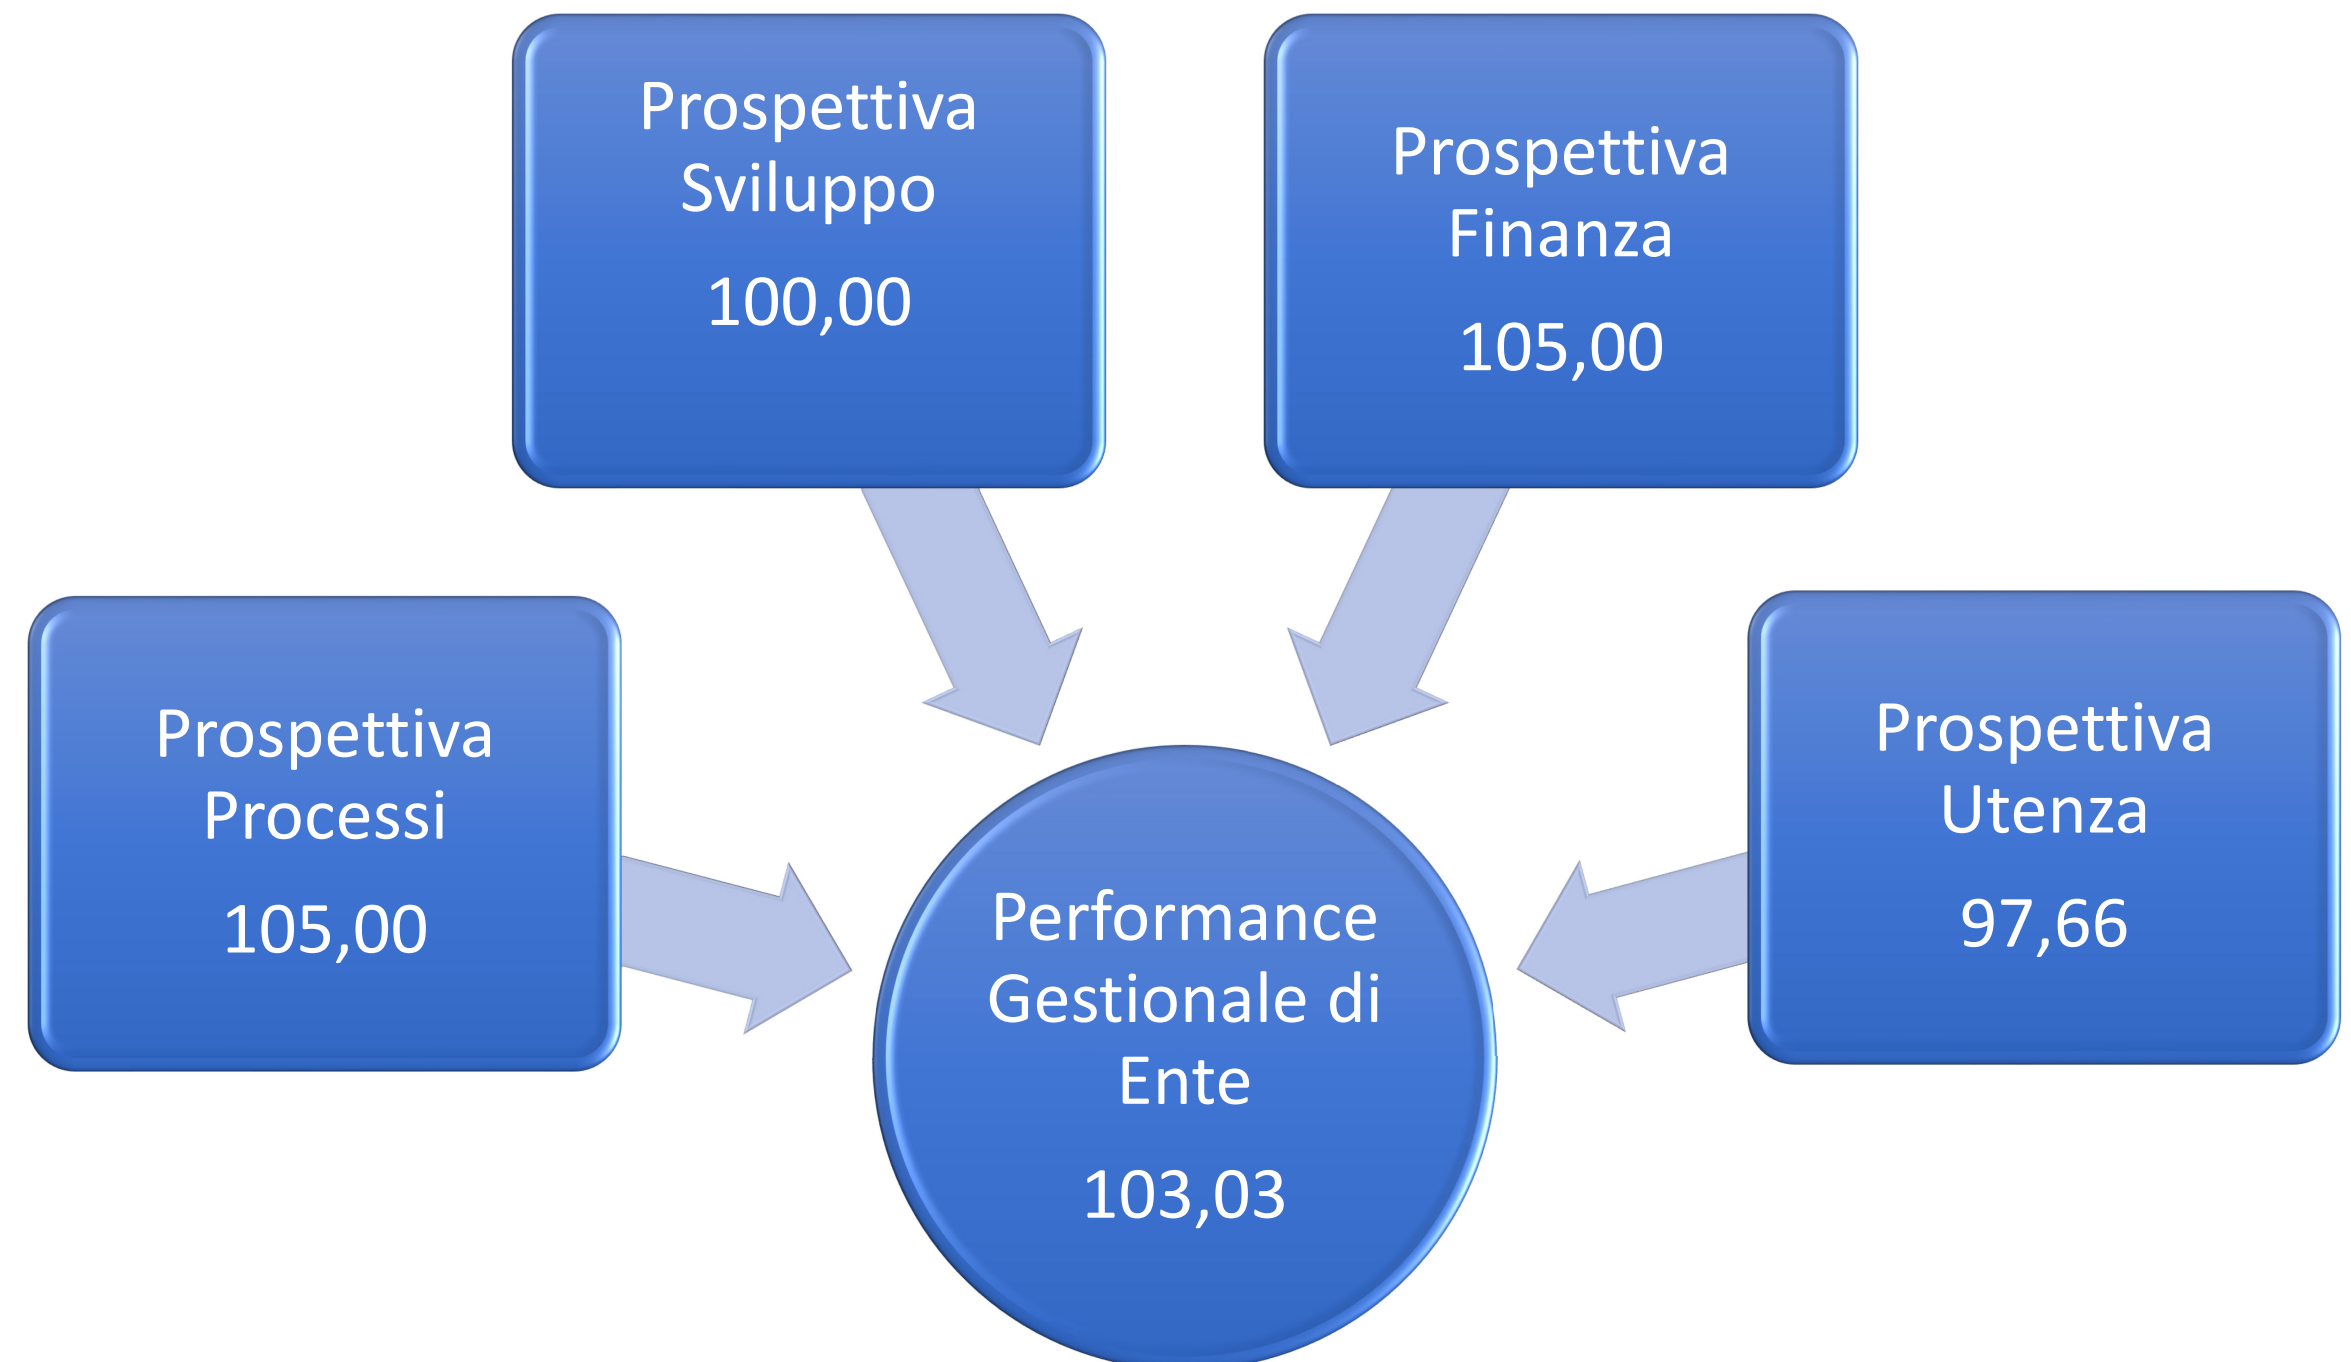 Prospettiva
Sviluppo
100,00
Prospettiva
Finanza
105,00
Prospettiva
Processi
105,00
Prospettiva
Utenza
97,66
Performance
Gestionale di
Ente
103,03